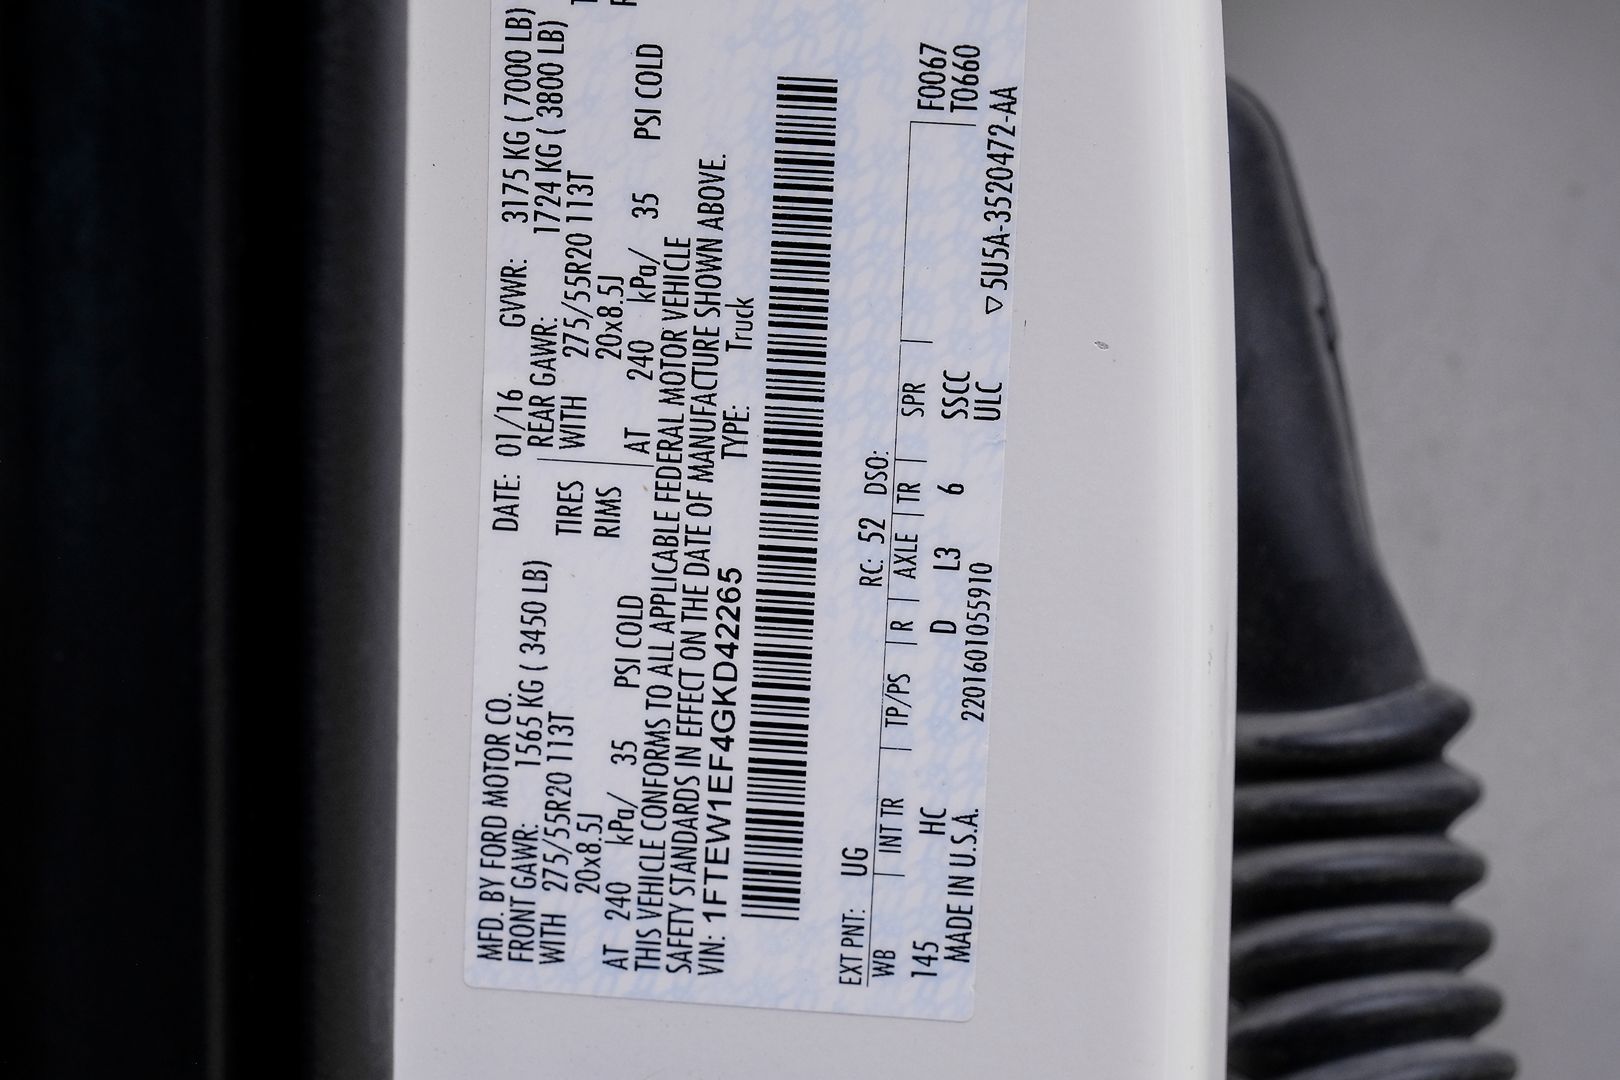 MFD. BY FORD MOTOR CO. DATE: 01/16 GVWR: 3175 KG ( 7000 LB)
FRONT GAWR: 1565 KG ( 3450 LB) REAR GAWR: 1724 KG ( 3800 LB)
WITH 275/55R20 113T TIRES WITH 275/55R20 113T
20x8.5J RIMS 20x8.5J
AT 240 kPa/ 35 PSI COLD AT 240 kPa/ 35 PSI COLD
THIS VEHICLE CONFORMS TO ALL APPLICABLE FEDERAL MOTOR VEHICLE
SAFETY STANDARDS IN EFFECT ON THE DATE OF MANUFACTURE SHOWN ABOVE.
VIN: 1FTEW1EF4GKD42265 TYPE: Truck
EXT PNT: UG RC: 52 DSO:
WB INT TR TP/PS R AXLE TR SPR F0067
145 HC D L3 6 SSCC T0660
MADE IN U.S.A. 2201601055910 ULC ▽5U5A-3520472-AA